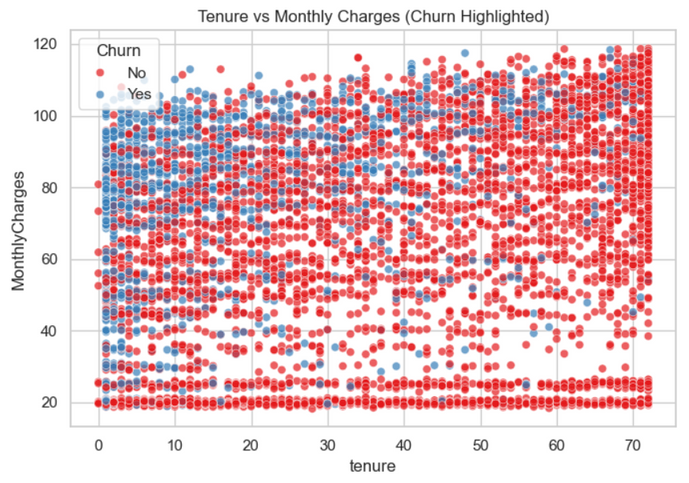 Tenure vs Monthly Charges (Churn Highlighted)
Churn
No
Yes
MonthlyCharges
120
100
80
60
40
20
0 10 20 30 40 50 60 70
tenure